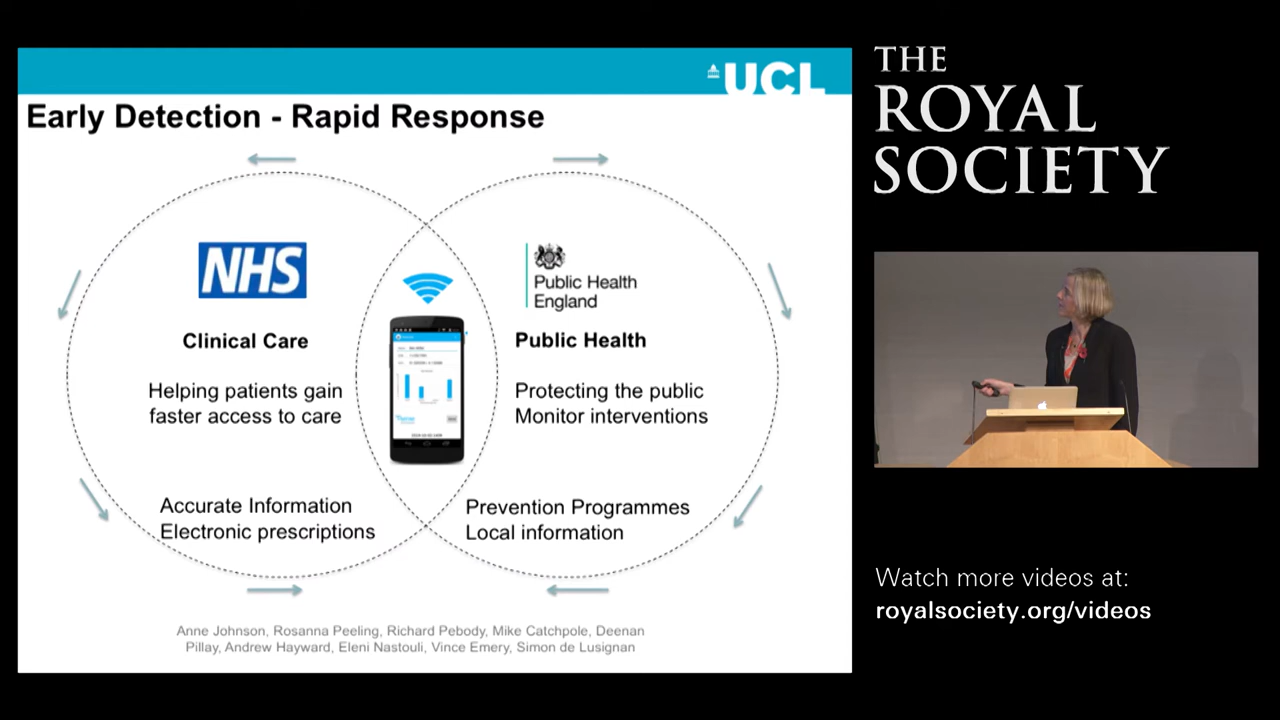 UCL
Early Detection - Rapid Response
NHS
Clinical Care
Helping patients gain
faster access to care
Accurate Information
Electronic prescriptions
Public Health
England
Public Health
Protecting the public
Monitor interventions
Prevention Programmes
Local information
Anne Johnson, Rosanna Peeling, Richard Pebody, Mike Catchpole, Deenan
Pillay, Andrew Hayward, Eleni Nastouli, Vince Emery, Simon de Lusignan
THE
ROYAL
SOCIETY
Watch more videos at:
royalsociety.org/videos